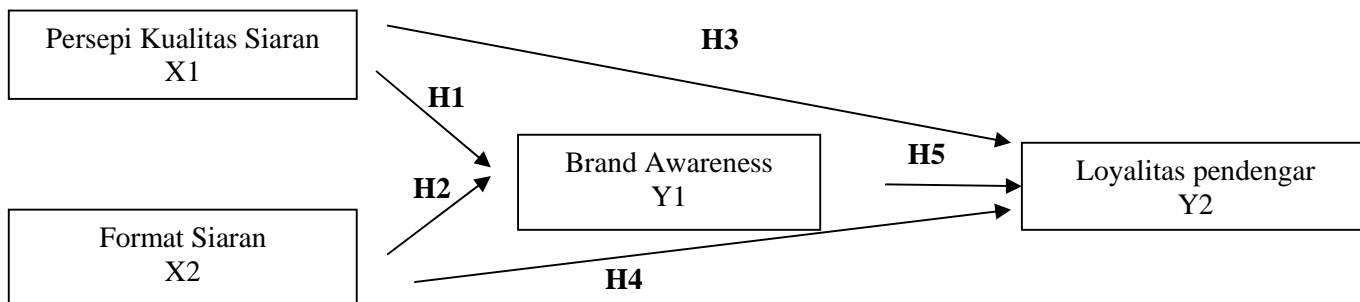 Persepi Kualitas Siaran
X1
H3
H1
Brand Awareness
Y1
H5
Loyalitas pendengar
Y2
H2
Format Siaran
X2
H4